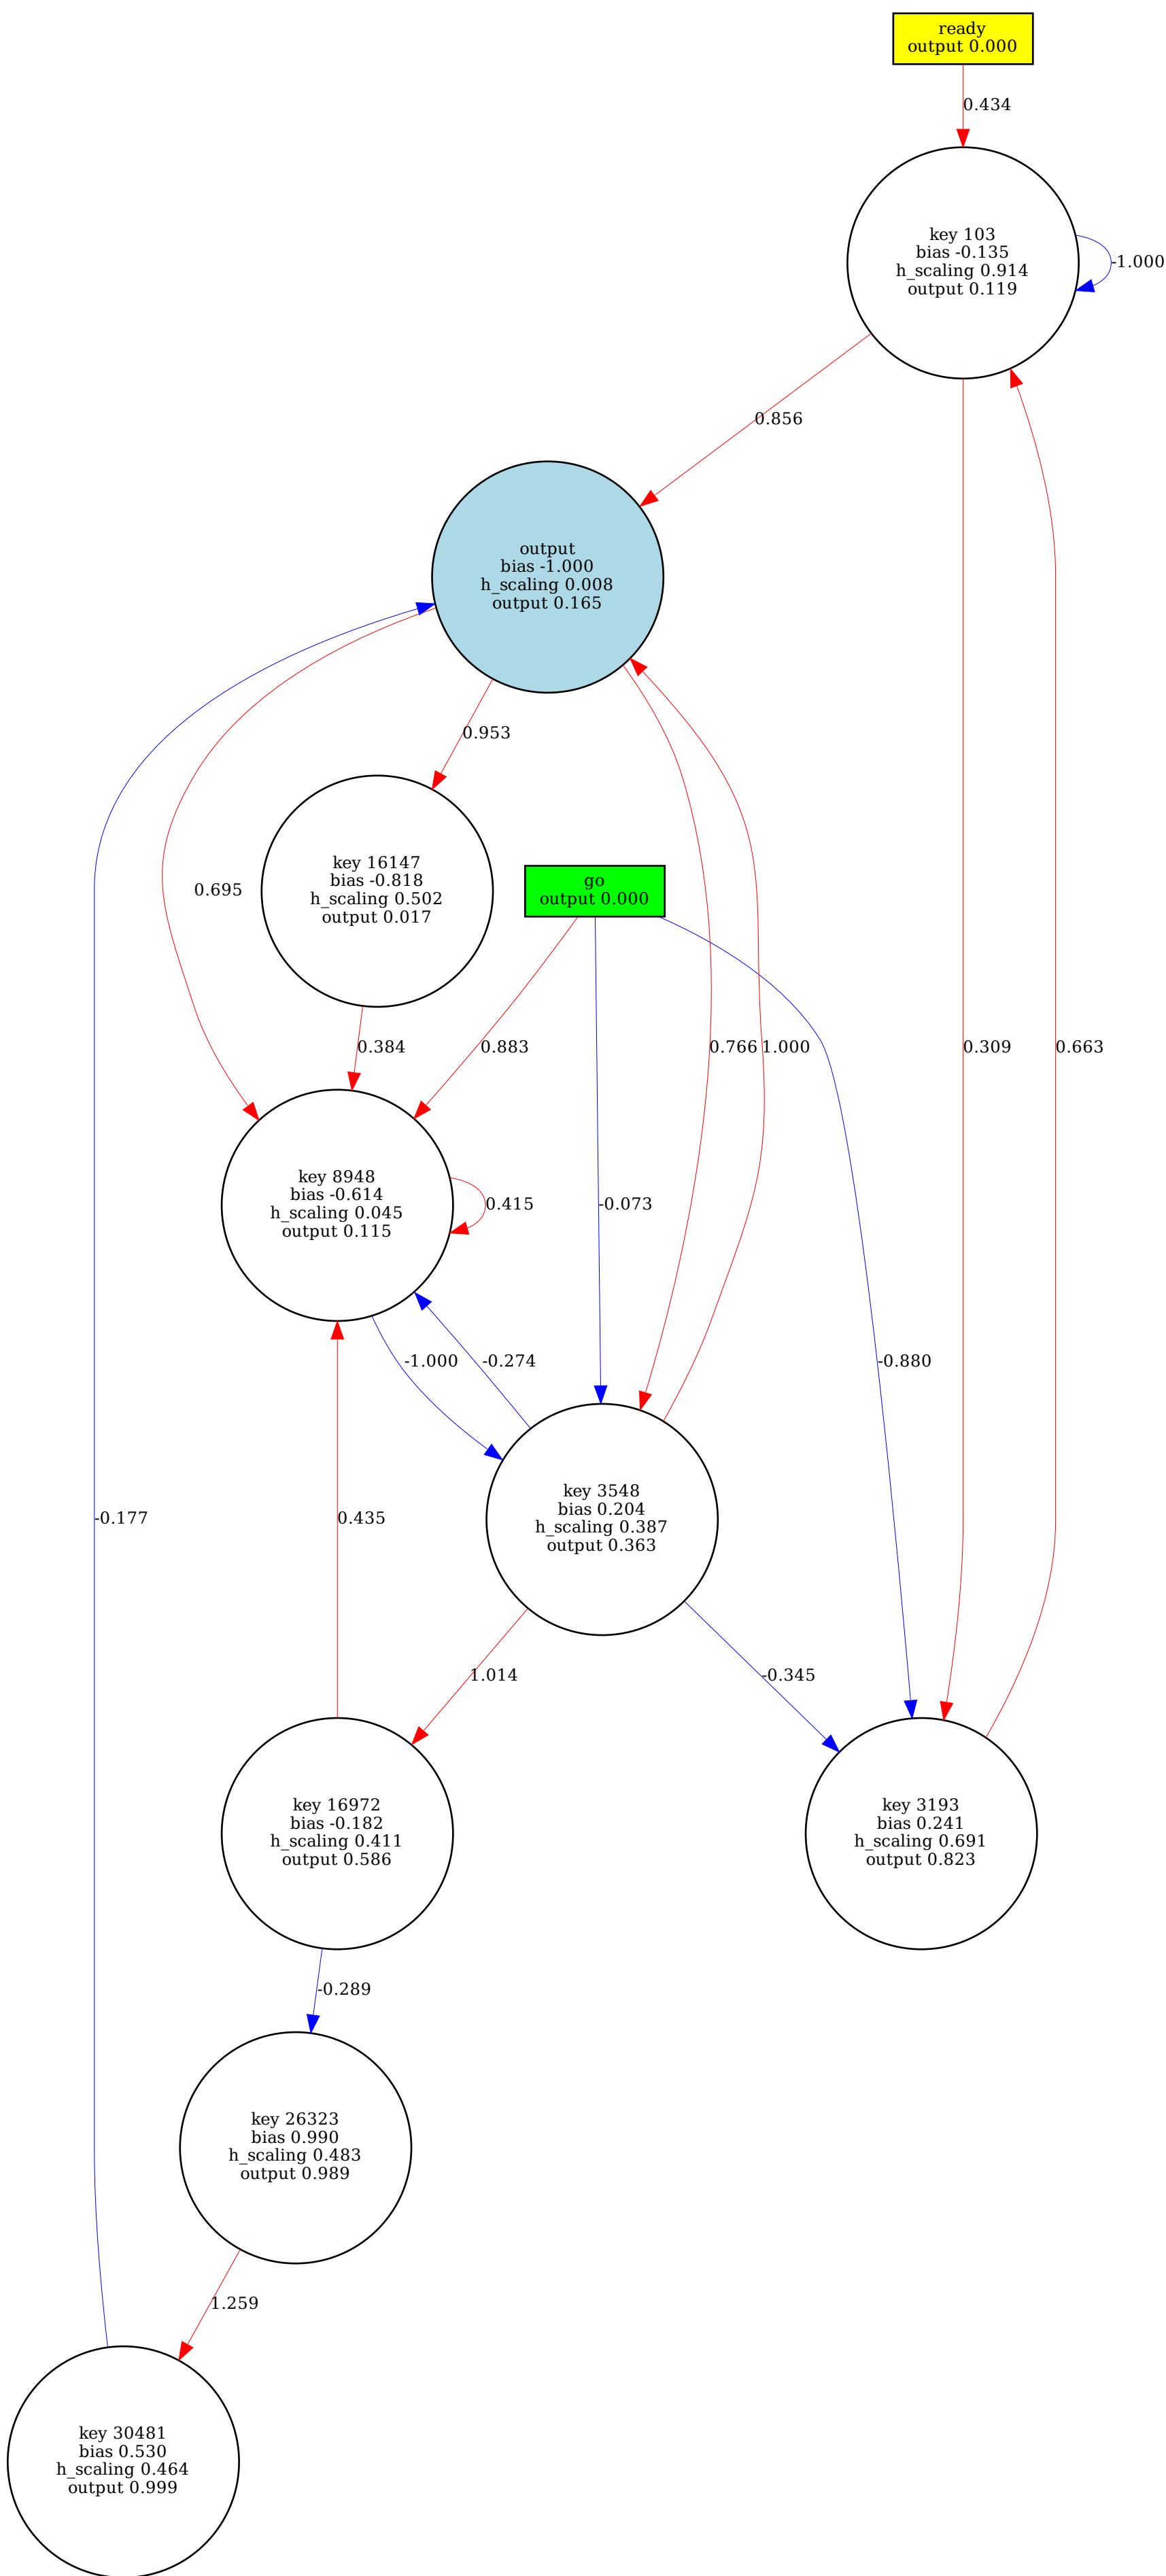 ready
output 0.000
0.434
key 103
bias -0.135
h_scaling 0.914
output 0.119
-1.000
0.856
output
bias -1.000
h_scaling 0.008
output 0.165
0.953
key 16147
bias -0.818
h_scaling 0.502
output 0.017
go
output 0.000
0.695
0.384
0.883
0.766
1.000
0.309
0.663
key 8948
bias -0.614
h_scaling 0.045
output 0.115
0.415
-0.073
-1.000
-0.274
-0.880
key 3548
bias 0.204
h_scaling 0.387
output 0.363
-0.177
0.435
1.014
-0.345
key 16972
bias -0.182
h_scaling 0.411
output 0.586
key 3193
bias 0.241
h_scaling 0.691
output 0.823
-0.289
key 26323
bias 0.990
h_scaling 0.483
output 0.989
1.259
key 30481
bias 0.530
h_scaling 0.464
output 0.999